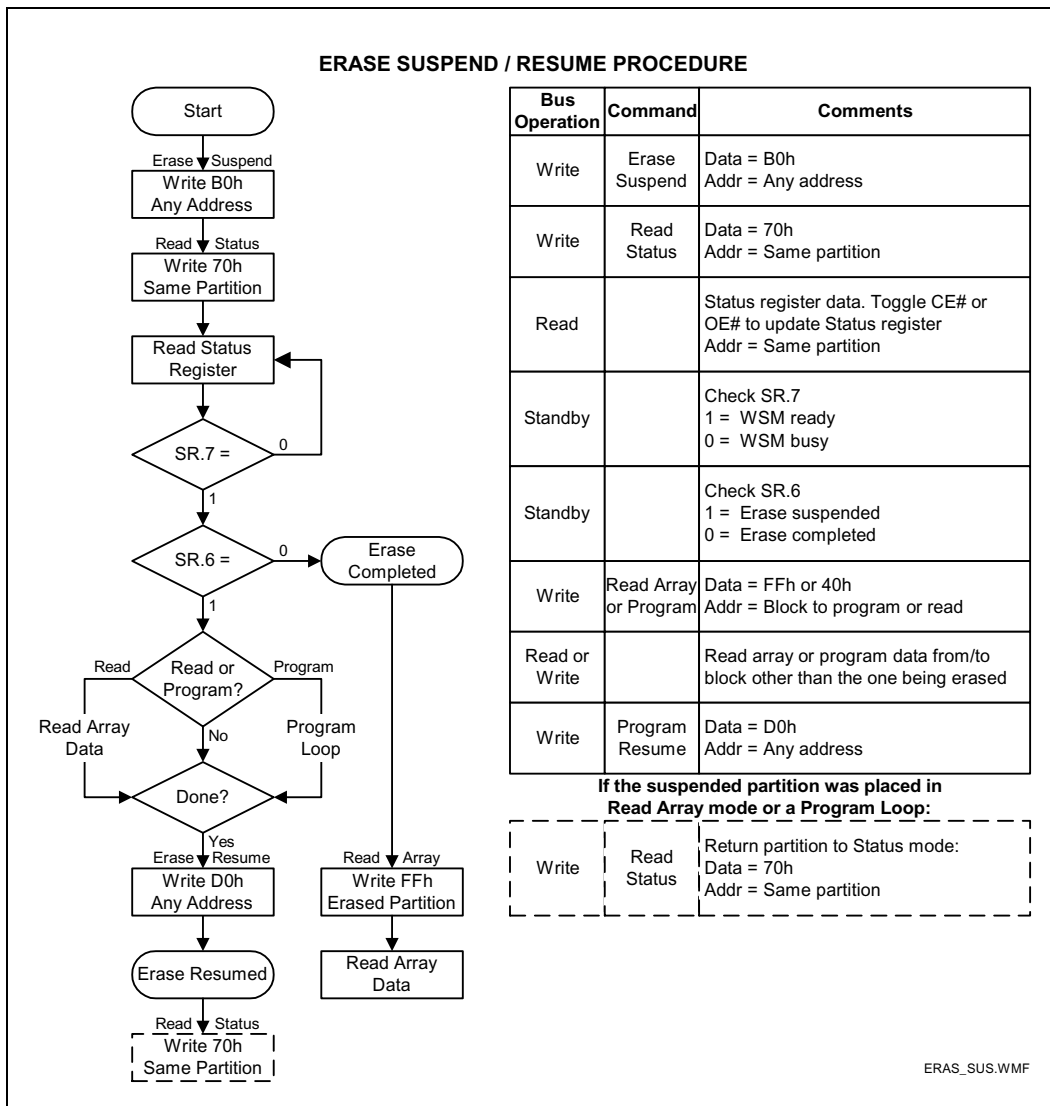 ERASE SUSPEND / RESUME PROCEDURE
Start
Erase Suspend
Write B0h
Any Address
Read Status
Write 70h
Same Partition
Read Status
Register
SR.7 =
0
1
SR.6 =
0
Erase
Completed
1
Read or
Program?
Read
Program
Read Array
Data
No
Program
Loop
Done?
Yes
Erase Resume
Write D0h
Any Address
Read Array
Write FFh
Erased Partition
Erase Resumed
Read Array
Data
Read Status
Write 70h
Same Partition
Bus
Operation
Command
Comments
Write
Erase
Suspend
Data = B0h
Addr = Any address
Write
Read
Status
Data = 70h
Addr = Same partition
Read
Status register data. Toggle CE# or
OE# to update Status register
Addr = Same partition
Standby
Check SR.7
1 = WSM ready
0 = WSM busy
Standby
Check SR.6
1 = Erase suspended
0 = Erase completed
Write
Read Array
or Program
Data = FFh or 40h
Addr = Block to program or read
Read or
Write
Read array or program data from/to
block other than the one being erased
Write
Program
Resume
Data = D0h
Addr = Any address
If the suspended partition was placed in
Read Array mode or a Program Loop:
Write
Read
Status
Return partition to Status mode:
Data = 70h
Addr = Same partition
ERAS_SUS.WMF